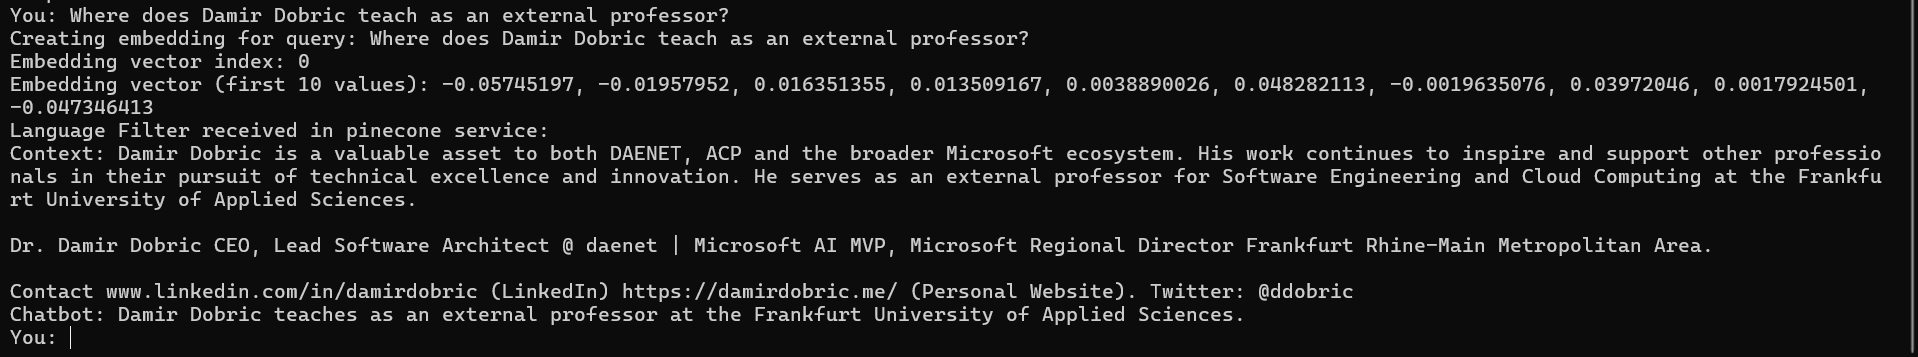 You: Where does Damir Dobric teach as an external professor?
Creating embedding for query: Where does Damir Dobric teach as an external professor?
Embedding vector index: 0
Embedding vector (first 10 values): -0.05745197, -0.01957952, 0.016351355, 0.013509167, 0.0038890026, 0.048282113, -0.0019635076, 0.03972046, 0.0017924501,
-0.047346413
Language Filter received in pinecone service:
Context: Damir Dobric is a valuable asset to both DAENET, ACP and the broader Microsoft ecosystem. His work continues to inspire and support other professio
nals in their pursuit of technical excellence and innovation. He serves as an external professor for Software Engineering and Cloud Computing at the Frankfu
rt University of Applied Sciences.
Dr. Damir Dobric CEO, Lead Software Architect @ daenet | Microsoft AI MVP, Microsoft Regional Director Frankfurt Rhine-Main Metropolitan Area.
Contact www.linkedin.com/in/damirdobric (LinkedIn) https://damirdobric.me/ (Personal Website). Twitter: @ddobric
Chatbot: Damir Dobric teaches as an external professor at the Frankfurt University of Applied Sciences.
You: